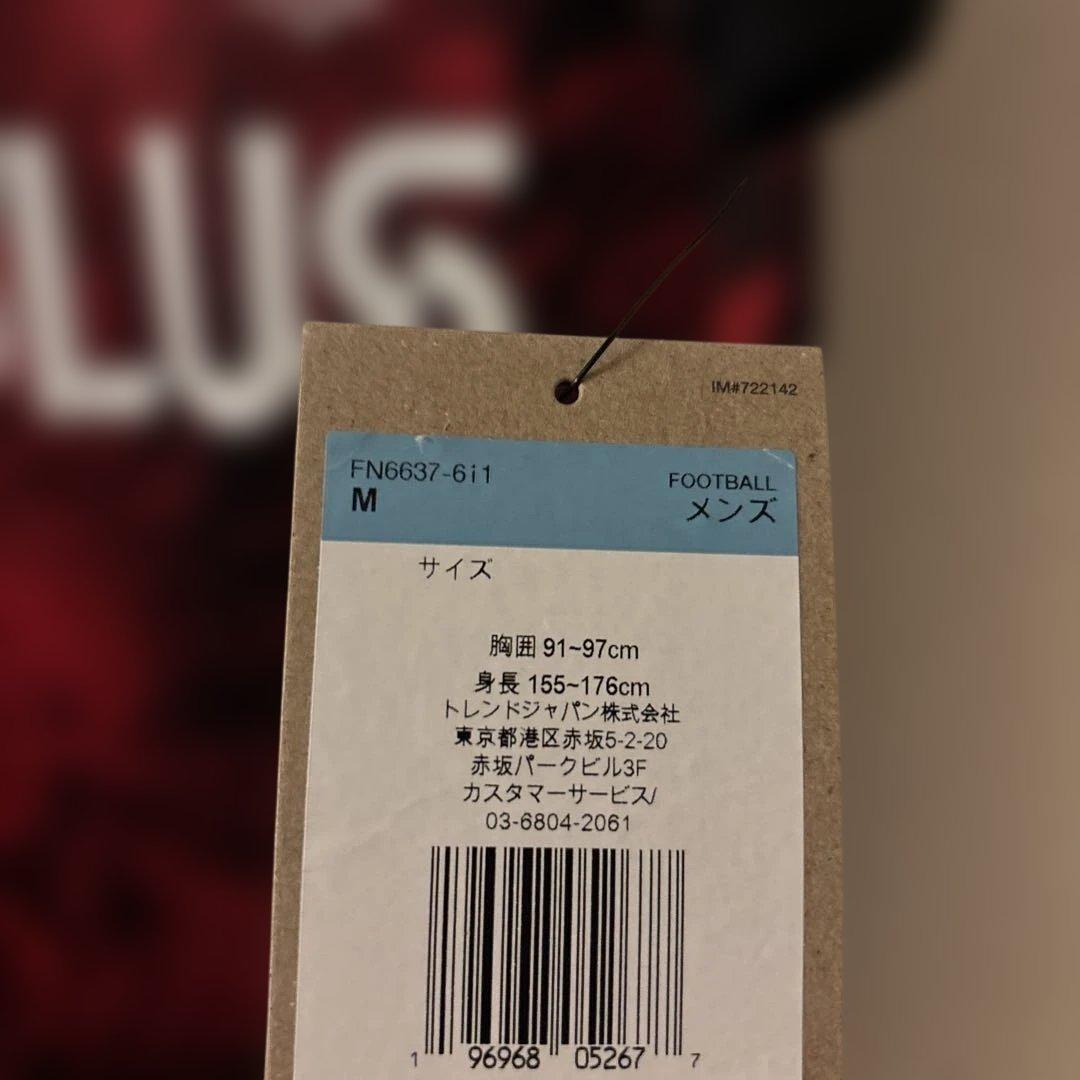 LUS
IM#722142
FN6637-611
FOOTBALL
M
メンズ
サイズ
胸囲 91~97cm
身長 155~176cm
トレンドジャパン株式会社
東京都港区赤坂5-2-20
赤坂パークビル3F
カスタマーサービス/
03-6804-2061
1 96968 05267 7